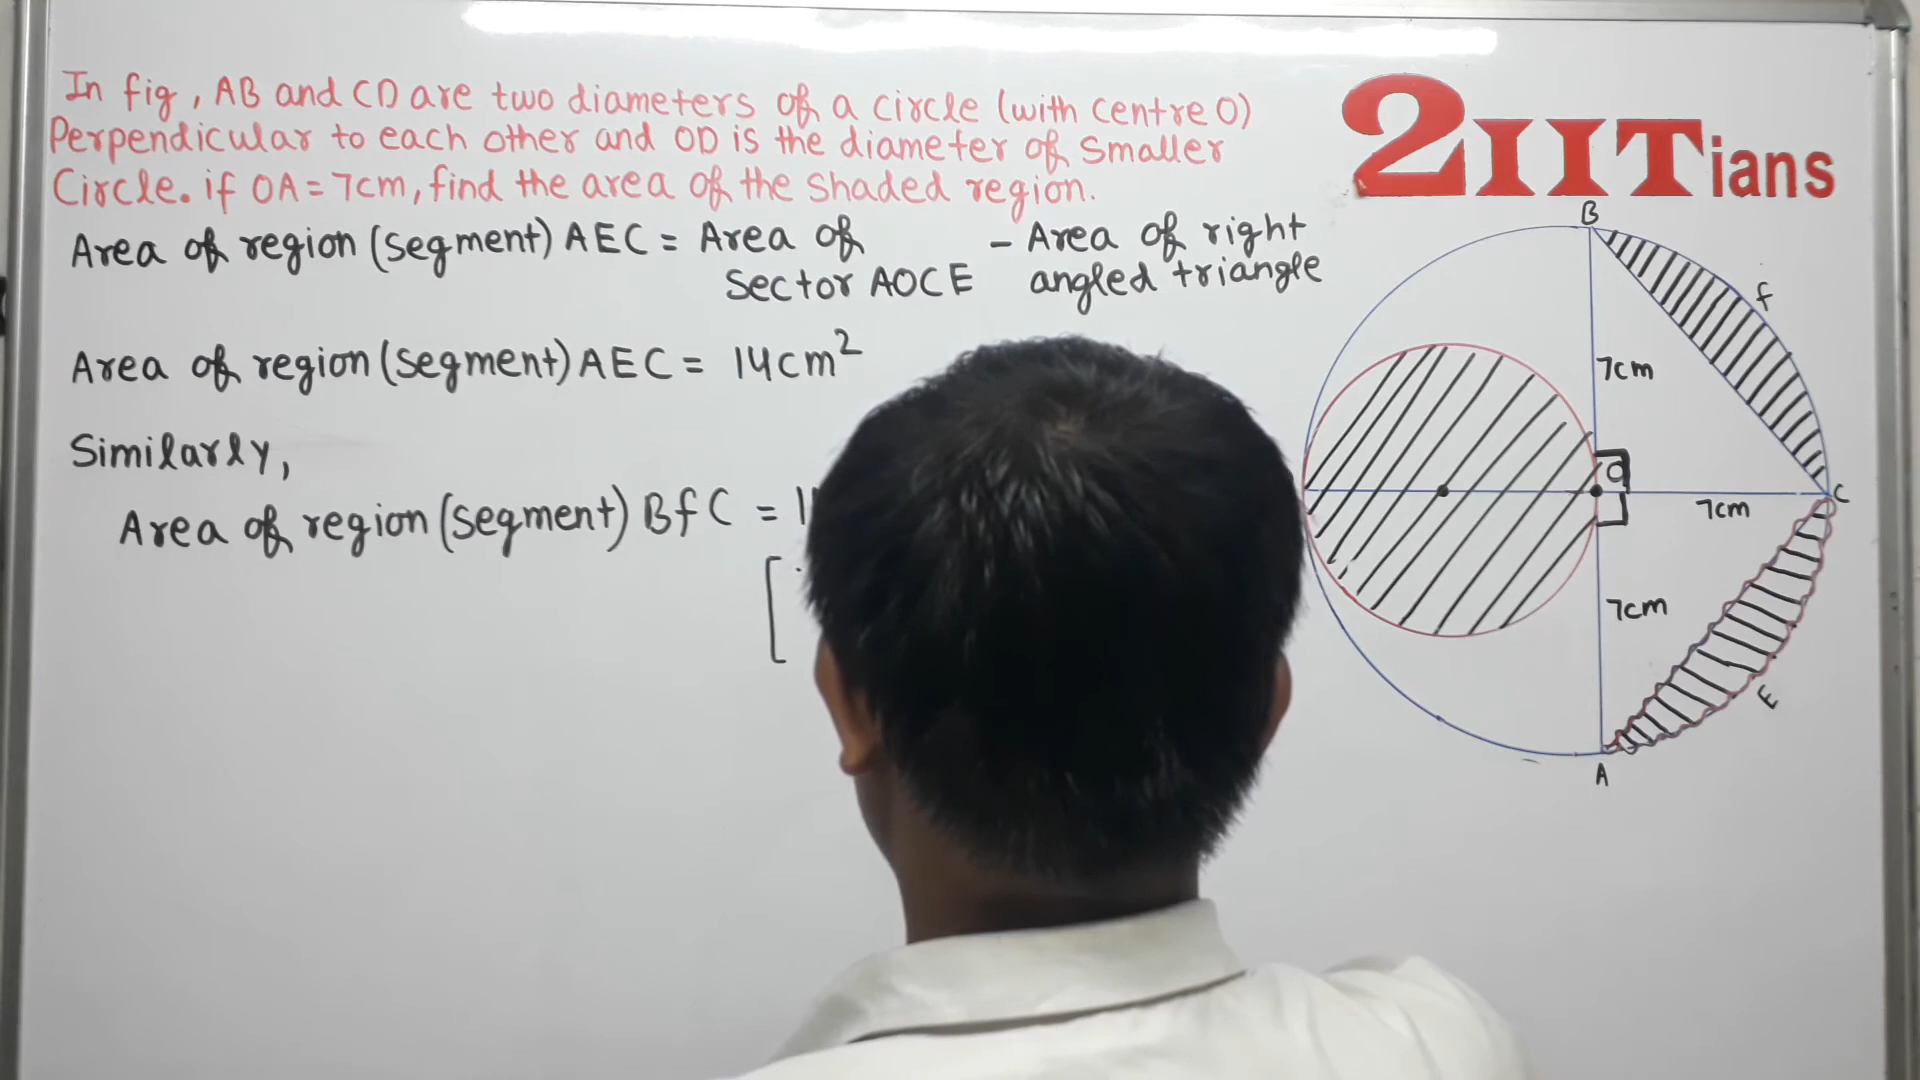 In fig, AB and CD are two diameters of a circle (with centre O)
Perpendicular to each other and OD is the diameter of smaller
Circle. if OA = 7cm, find the area of the shaded region.
2IITians
Area of region (segment) AEC = Area of - Area of right
Sector AOCE angled triangle
Area of region (segment) AEC = 14cm²
Similarly,
Area of region (segment) BfC = 1
[
B
f
7cm
O
C
7cm
7cm
E
A